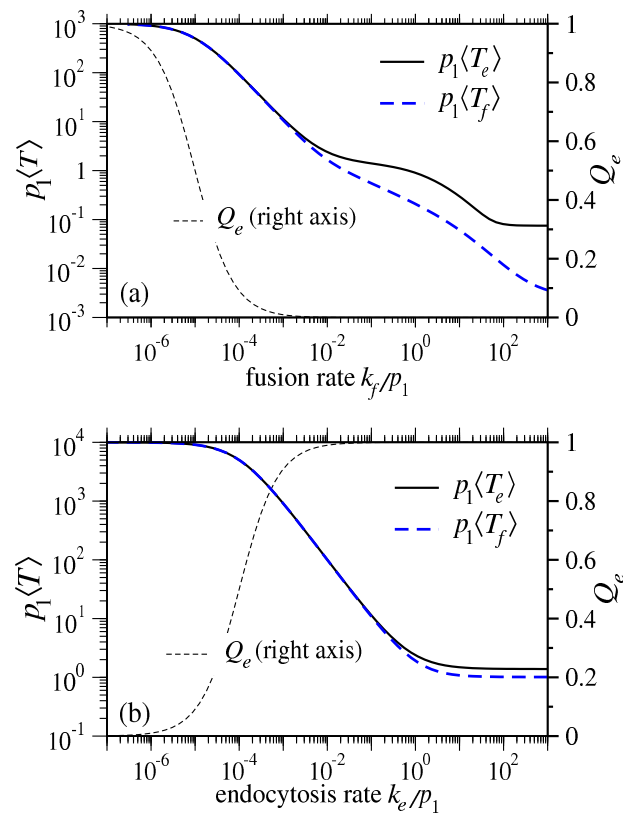 10^3
10^2
10^1
1
10^-1
10^-2
10^-3
p_1⟨T⟩
p_1⟨T_e⟩
p_1⟨T_f⟩
Q_e (right axis)
(a)
1
0.8
0.6
0.4
0.2
0
Q_e
10^-6 10^-4 10^-2 10^0 10^2
fusion rate k_f/p_1
10^4
10^3
10^2
10^1
10^0
10^-1
p_1⟨T⟩
p_1⟨T_e⟩
p_1⟨T_f⟩
Q_e (right axis)
(b)
1
0.8
0.6
0.4
0.2
0
Q_e
10^-6 10^-4 10^-2 10^0 10^2
endocytosis rate k_e/p_1